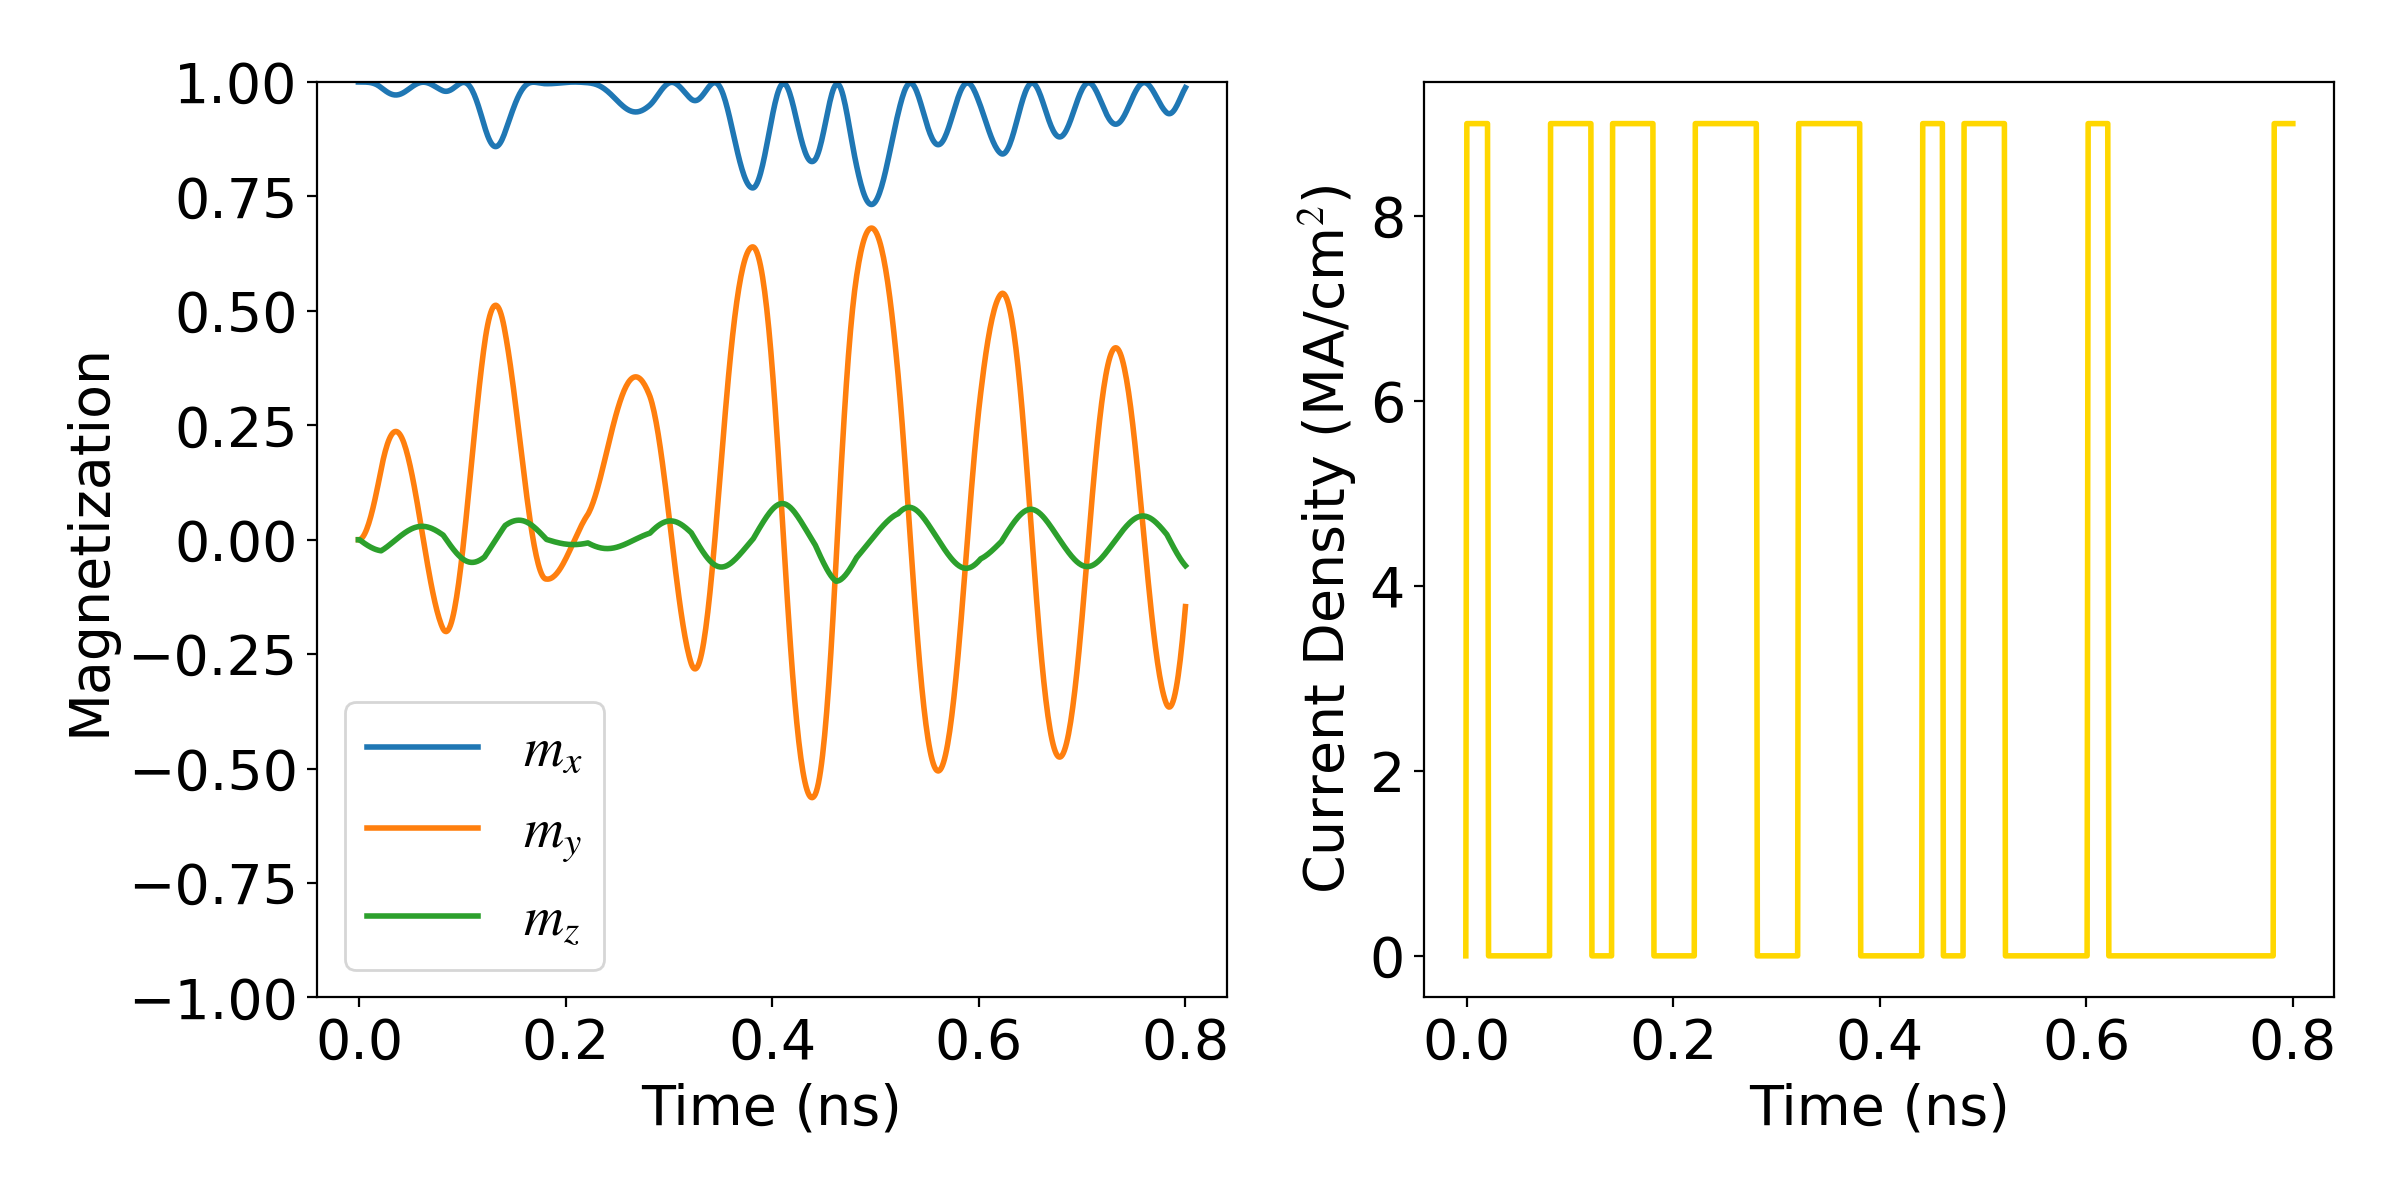 1.00
0.75
0.50
0.25
0.00
−0.25
−0.50
−0.75
−1.00
Magnetization
m_x
m_y
m_z
0.0 0.2 0.4 0.6 0.8
Time (ns)
8
6
4
2
0
Current Density (MA/cm²)
0.0 0.2 0.4 0.6 0.8
Time (ns)